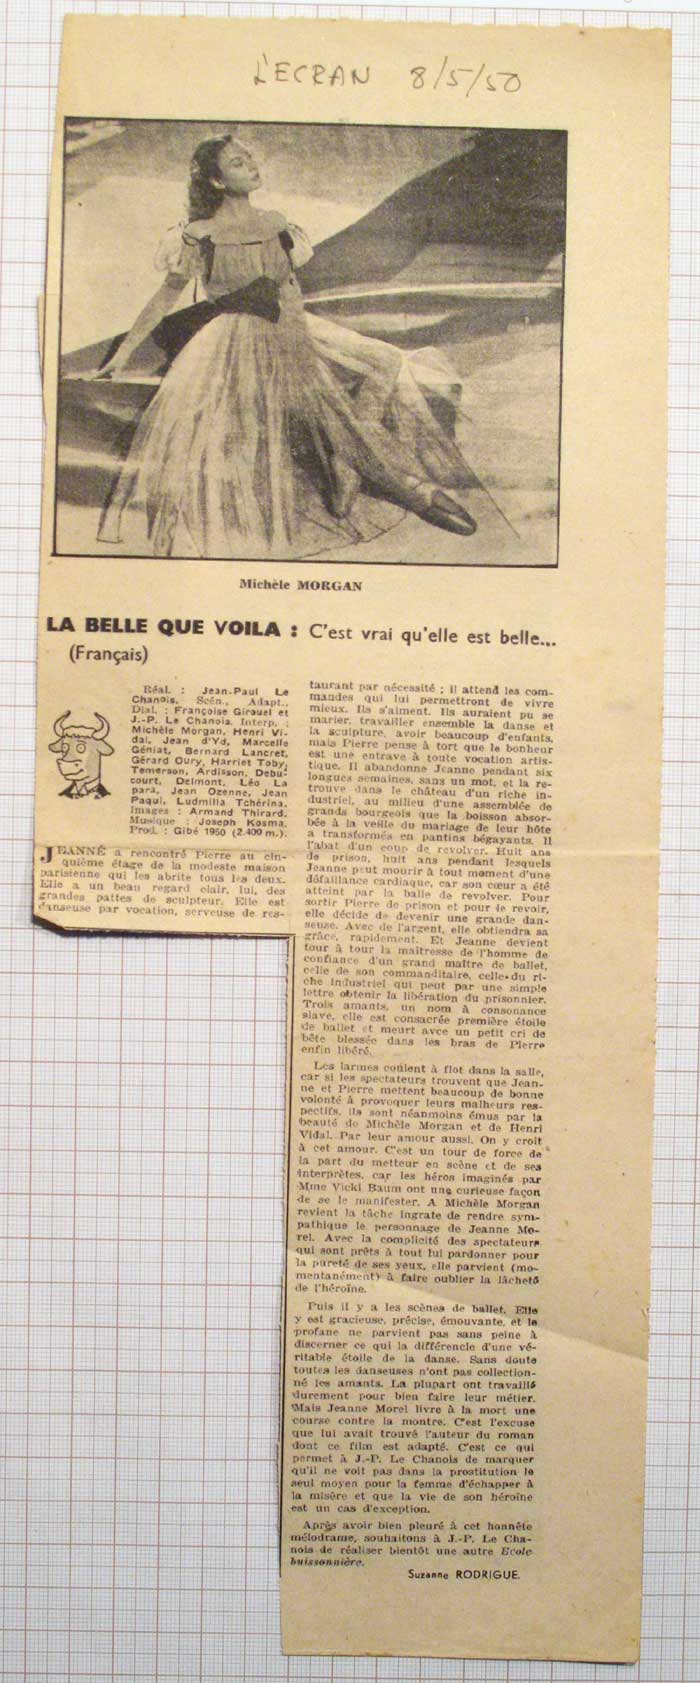 L'ECRAN 8/5/50
Michèle MORGAN
LA BELLE QUE VOILA : C'est vrai qu'elle est belle...
(Français)
Réal. : Jean-Paul Le
Chanois. Scén., Adapt.,
Dial. : Françoise Giroud et
J.-P. Le Chanois. Interp. :
Michèle Morgan, Henri Vi-
dal, Jean d'Yd, Marcelle
Géniat, Bernard Lancret,
Gérard Oury, Harriet Toby,
Temerson, Ardisson, Debu-
court, Delmont, Léo La
para, Jean Ozenne, Jean
Paqui, Ludmilla Tchérina.
Images : Armand Thirard.
Musique : Joseph Kosma.
Prod. : Gibé 1950 (2.400 m.).
JEANNE a rencontré Pierre au cin-
quième étage de la modeste maison
parisienne qui les abrite tous les deux.
Elle a un beau regard clair, lui, des
grandes pattes de sculpteur. Elle est
danseuse par vocation, serveuse de res-
taurant par nécessité ; il attend les com-
mandes qui lui permettront de vivre
mieux. Ils s'aiment. Ils auraient pu se
marier, travailler ensemble la danse et
la sculpture, avoir beaucoup d'enfants,
mais Pierre pense à tort que le bonheur
est une entrave à toute vocation artis-
tique. Il abandonne Jeanne pendant six
longues semaines, sans un mot, et la re-
trouve dans le château d'un riche in-
dustriel, au milieu d'une assemblée de
grands bourgeois que la boisson absor-
bée à la veille du mariage de leur hôte
a transformés en pantins bégayants. Il
l'abat d'un coup de revolver. Huit ans
de prison, huit ans pendant lesquels
Jeanne peut mourir à tout moment d'une
défaillance cardiaque, car son cœur a été
atteint par la balle de revolver. Pour
sortir Pierre de prison et pour le revoir,
elle décide de devenir une grande dan-
seuse. Avec de l'argent, elle obtiendra sa
grâce, rapidement. Et Jeanne devient
tour à tour la maîtresse de l'homme de
confiance d'un grand maître de ballet,
celle de son commanditaire, celle du ri-
che industriel qui peut par une simple
lettre obtenir la libération du prisonnier.
Trois amants, un nom à consonance
slave, elle est consacrée première étoile
de ballet et meurt avec un petit cri de
bête blessée dans les bras de Pierre
enfin libéré.
Les larmes coulent à flot dans la salle,
car si les spectateurs trouvent que Jean-
ne et Pierre mettent beaucoup de bonne
volonté à provoquer leurs malheurs res-
pectifs, ils sont néanmoins émus par la
beauté de Michèle Morgan et de Henri
Vidal. Par leur amour aussi. On y croit
à cet amour. C'est un tour de force de
la part du metteur en scène et de ses
interprètes, car les héros imaginés par
Mme Vicki Baum ont une curieuse façon
de se le manifester. A Michèle Morgan
revient la tâche ingrate de rendre sym-
pathique le personnage de Jeanne Mo-
rel. Avec la complicité des spectateurs
qui sont prêts à tout lui pardonner pour
la pureté de ses yeux, elle parvient (mo-
mentanément) à faire oublier la lâcheté
de l'héroïne.
Puis il y a les scènes de ballet. Elle
y est gracieuse, précise, émouvante, et le
profane ne parvient pas sans peine à
discerner ce qui la différencie d'une vé-
ritable étoile de la danse. Sans doute
toutes les danseuses n'ont pas collection-
né les amants. La plupart ont travaillé
durement pour bien faire leur métier.
Mais Jeanne Morel livre à la mort une
course contre la montre. C'est l'excuse
que lui avait trouvé l'auteur du roman
dont ce film est adapté. C'est ce qui
permet à J.-P. Le Chanois de marquer
qu'il ne voit pas dans la prostitution le
seul moyen pour la femme d'échapper à
la misère et que la vie de son héroïne
est un cas d'exception.
Après avoir bien pleuré à cet honnête
mélodrame, souhaitons à J.-P. Le Cha-
nois de réaliser bientôt une autre Ecole
buissonnière.
Suzanne RODRIGUE.